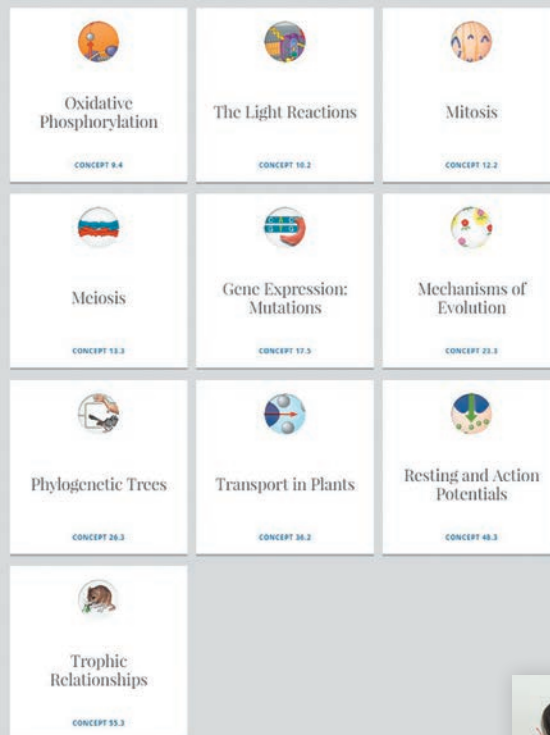 Oxidative
Phosphorylation
CONCEPT 9.4
The Light Reactions
CONCEPT 10.2
Mitosis
CONCEPT 12.2
Meiosis
CONCEPT 13.3
C A C
G T G
Gene Expression:
Mutations
CONCEPT 17.5
Mechanisms of
Evolution
CONCEPT 23.3
Phylogenetic Trees
CONCEPT 26.3
Transport in Plants
CONCEPT 36.2
Resting and Action
Potentials
CONCEPT 48.3
Trophic
Relationships
CONCEPT 55.3